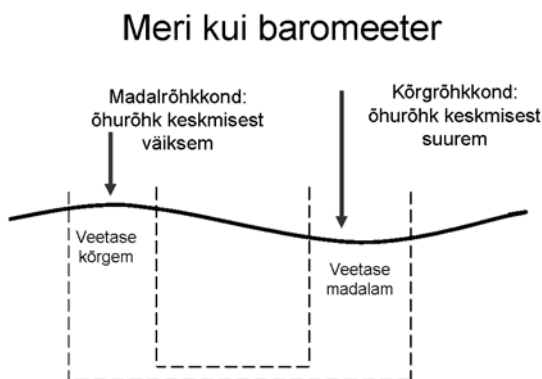 Meri kui baromeeter
Madalrõhkkond:
õhurõhk keskmisest
väiksem
Kõrgrõhkkond:
õhurõhk keskmisest
suurem
Veetase
kõrgem
Veetase
madalam